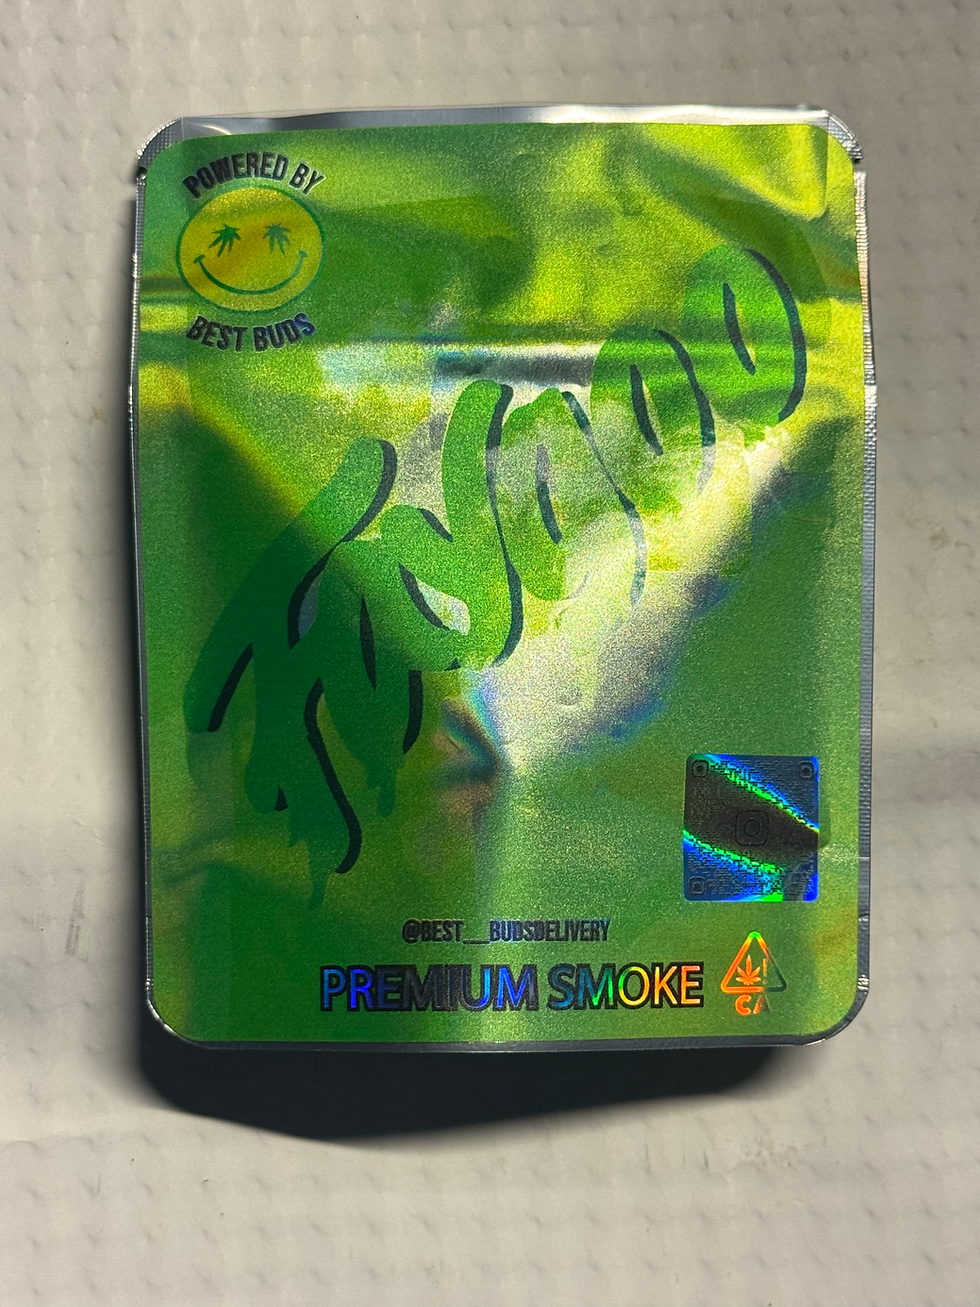 POWERED BY
BEST BUDS
@BEST__BUDSDELIVERY
PREMIUM SMOKE
!
CA